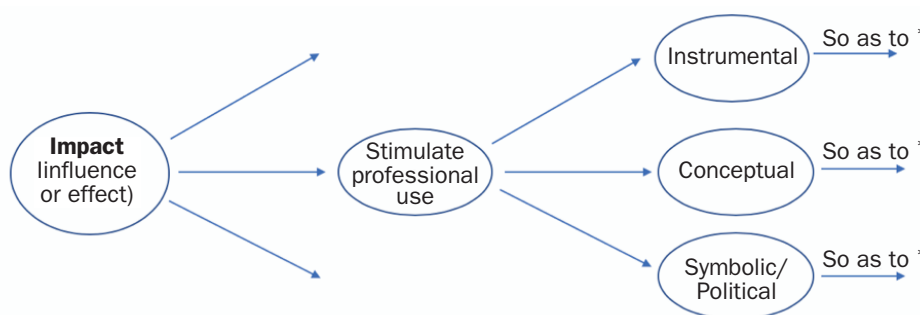 Impact
Iinfluence
or effect)
Stimulate
professional
use
Instrumental
So as to *
Conceptual
So as to *
Symbolic/
Political
So as to *